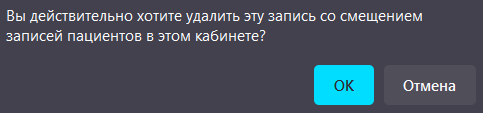 Вы действительно хотите удалить эту запись со смещением
записей пациентов в этом кабинете?
OK
Отмена